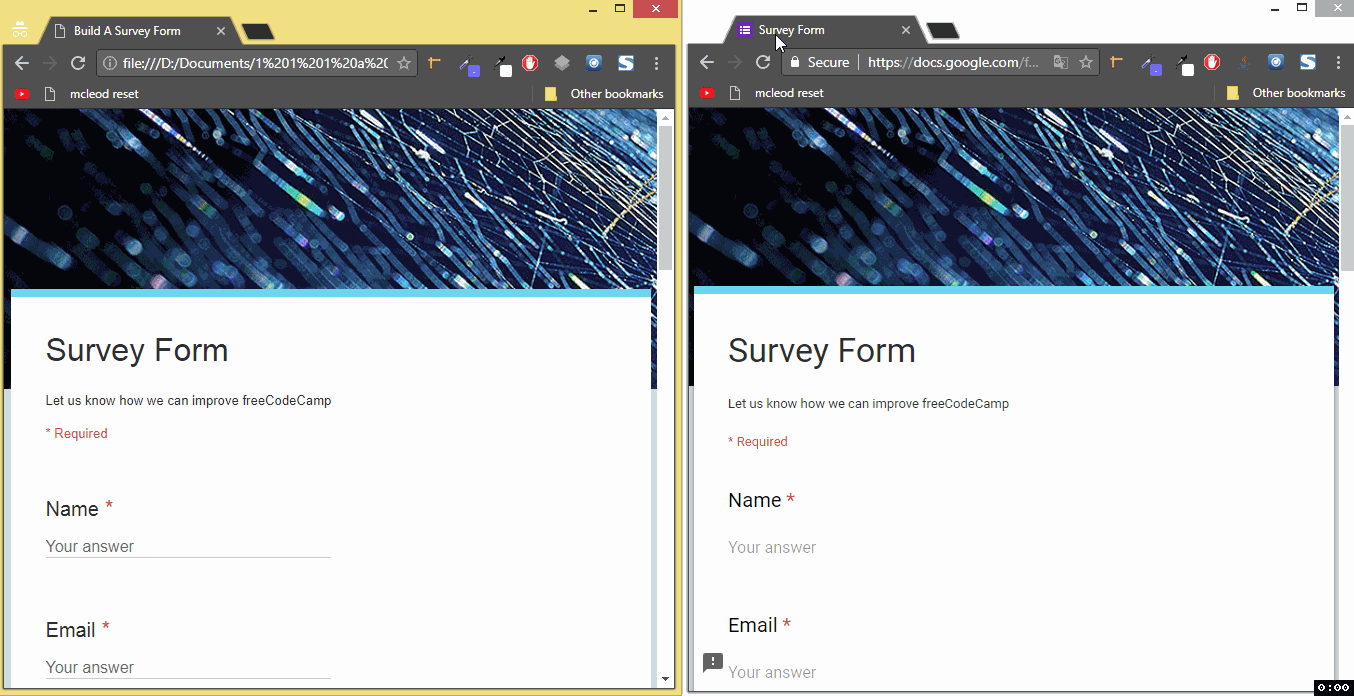 Build A Survey Form
file:///D:/Documents/1%201%201%20a%20
mcleod reset
Other bookmarks
Survey Form
Let us know how we can improve freeCodeCamp
* Required
Name *
Your answer
Email *
Your answer
Survey Form
Secure
https://docs.google.com/f...
mcleod reset
Other bookmarks
Survey Form
Let us know how we can improve freeCodeCamp
* Required
Name *
Your answer
Email *
Your answer
0:00